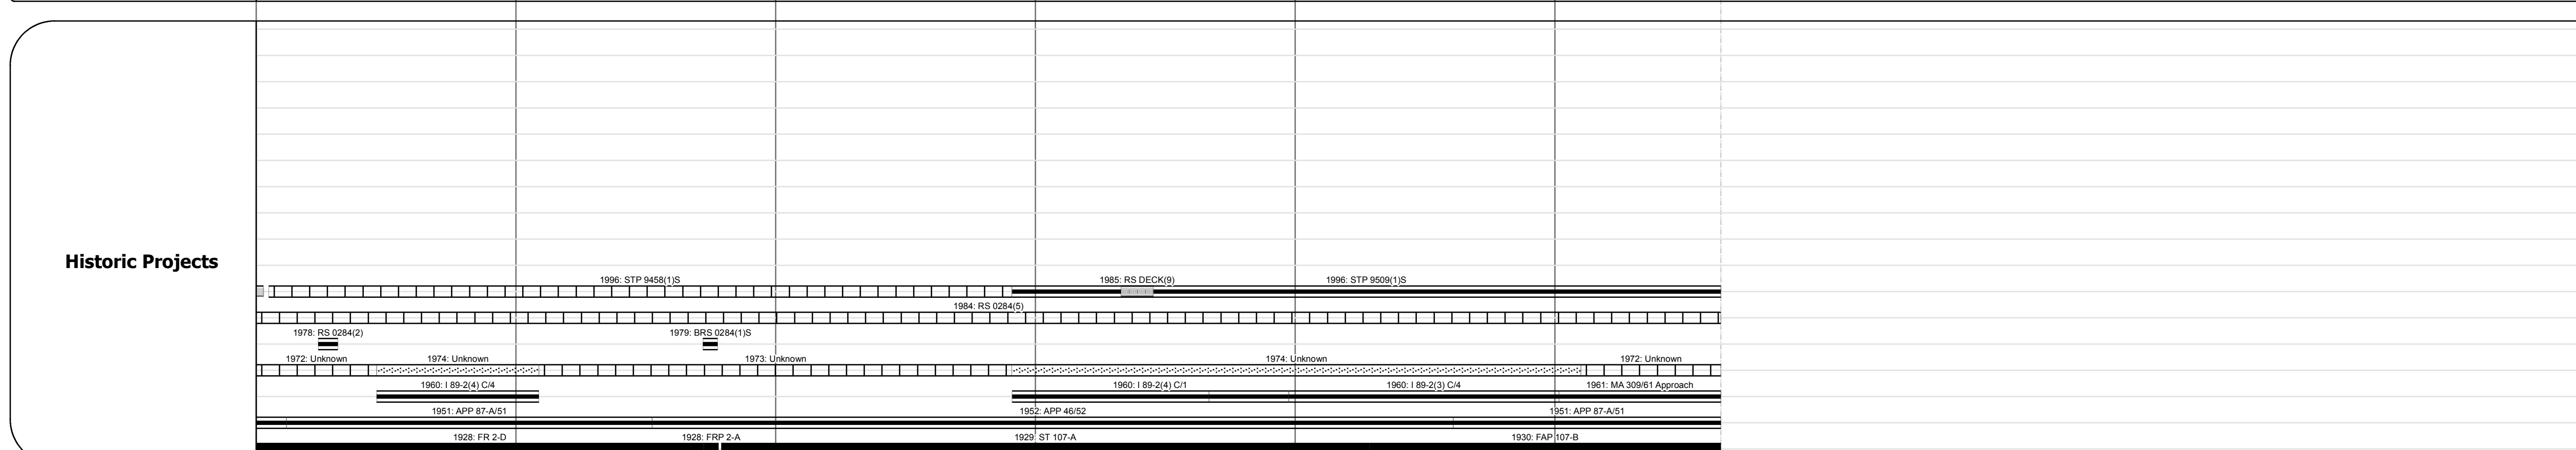 Historic Projects
1996: STP 9458(1)S 1985: RS DECK(9) 1996: STP 9509(1)S
1984: RS 0284(5)
1978: RS 0284(2) 1979: BRS 0284(1)S
1972: Unknown 1974: Unknown 1973: Unknown 1974: Unknown 1972: Unknown
1960: I 89-2(4) C/4 1960: I 89-2(4) C/1 1960: I 89-2(3) C/4 1961: MA 309/61 Approach
1951: APP 87-A/51 1952: APP 46/52 1951: APP 87-A/51
1928: FR 2-D 1928: FRP 2-A 1929: ST 107-A 1930: FAP 107-B